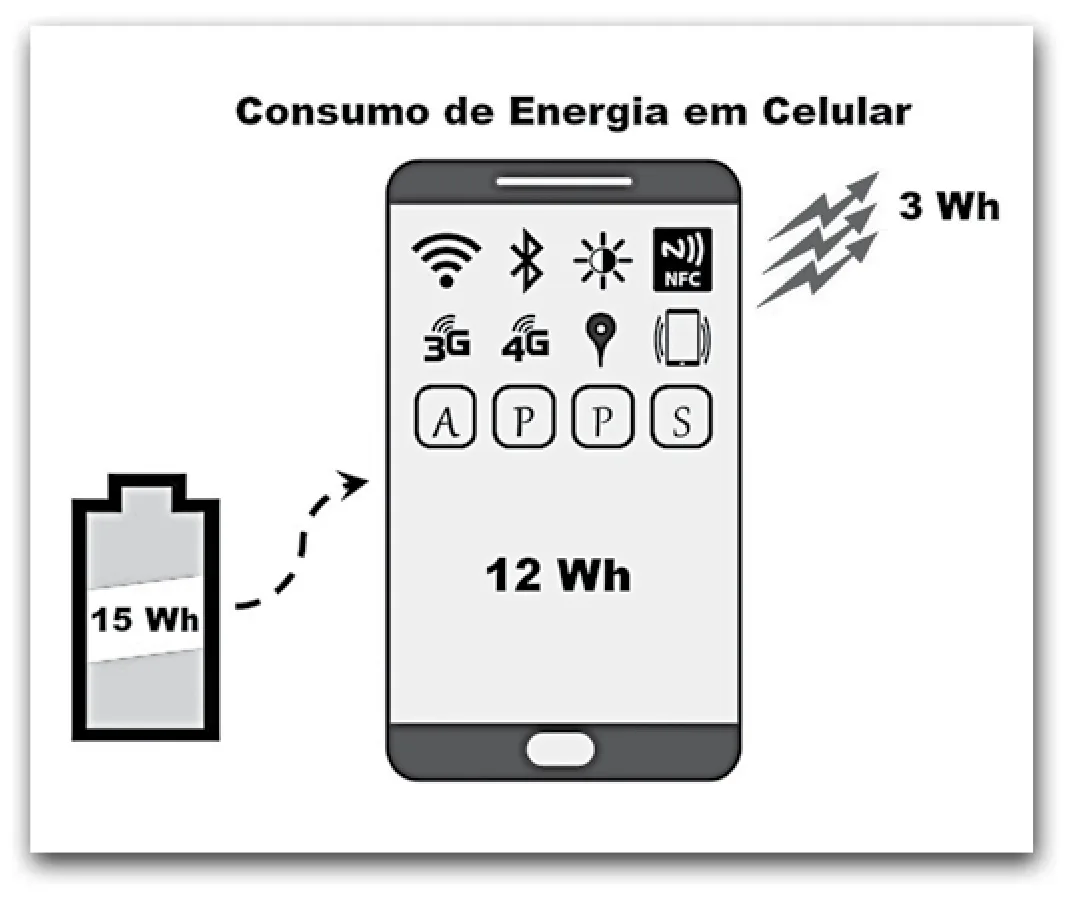 Consumo de Energia em Celular
3 Wh
N
NFC
3G 4G
A P P S
12 Wh
15 Wh